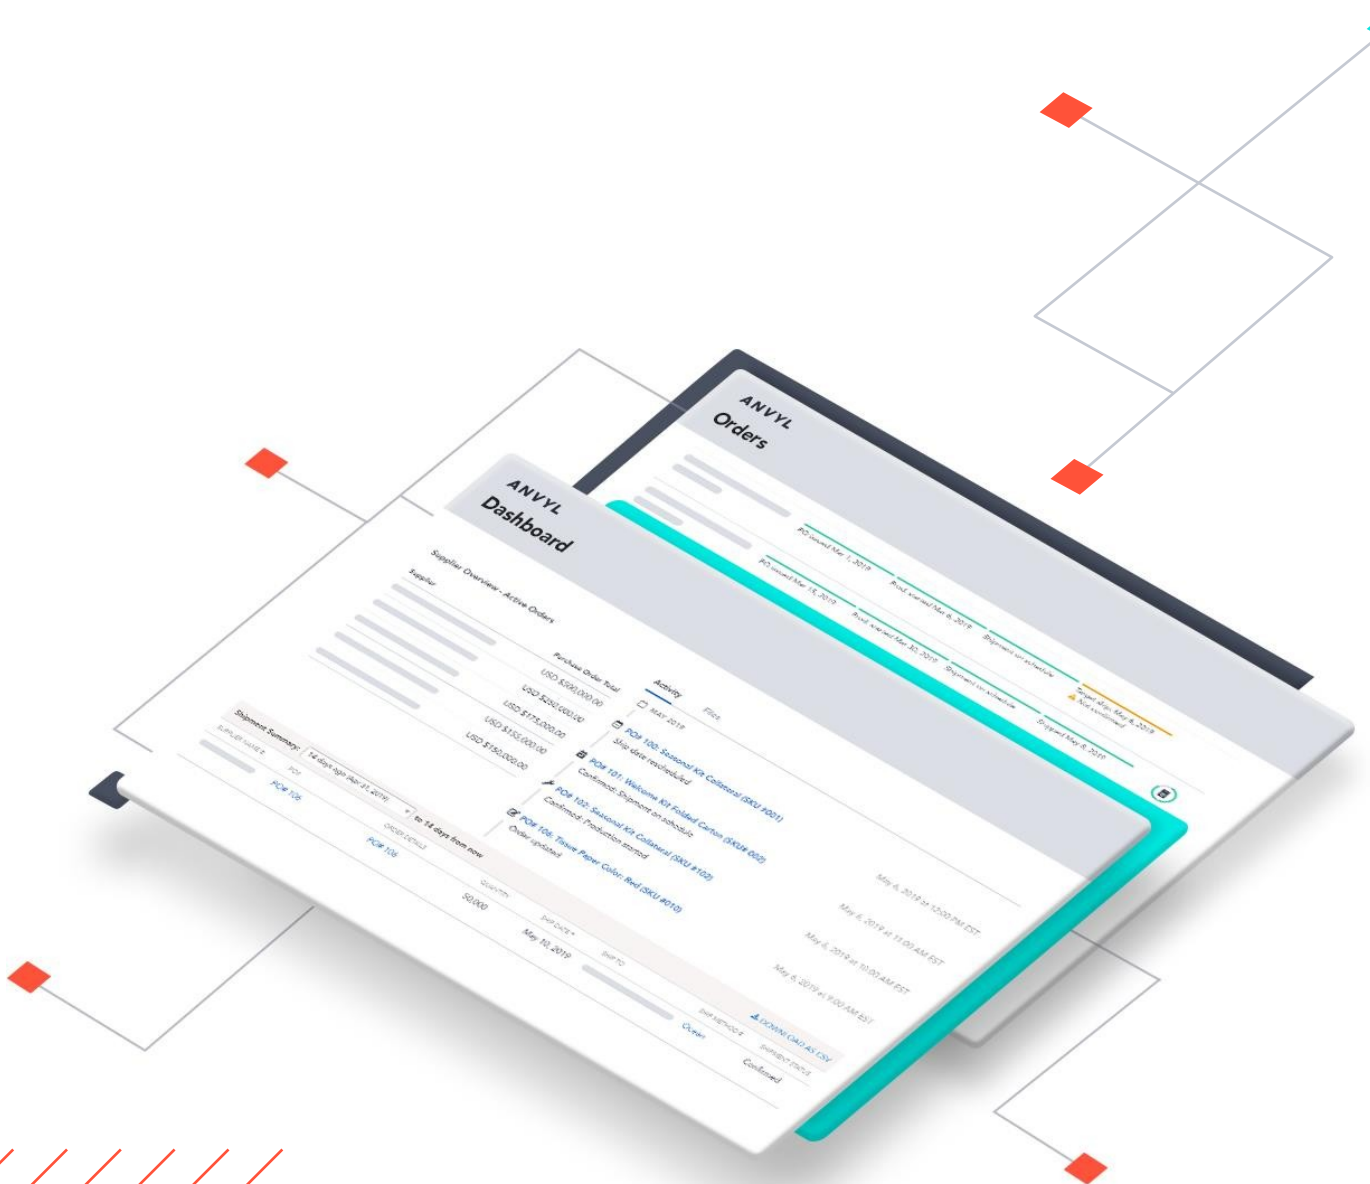 ANVYL
Orders
PO issued Mar 1, 2019
Prod. started Mar 6, 2019
Shipment on schedule
Target ship: May 8, 2019
Not confirmed
PO issued Mar 15, 2019
Prod. started Mar 30, 2019
Shipment on schedule
Shipped May 8, 2019
ANVYL
Dashboard
Supplier Overview - Active Orders
Supplier
Purchase Order Total
USD $500,000.00
USD $250,000.00
USD $175,000.00
USD $155,000.00
USD $150,000.00
Activity
Files
MAY 2019
PO# 100: Seasonal Kit Collateral (SKU #001)
Ship date rescheduled
May 6, 2019 at 12:00 PM EST
PO# 101: Welcome Kit Folded Carton (SKU# 002)
Confirmed: Shipment on schedule
May 6, 2019 at 11:00 AM EST
PO# 102: Seasonal Kit Collateral (SKU #102)
Confirmed: Production started
May 6, 2019 at 10:00 AM EST
PO# 106: Tissue Paper Color: Red (SKU #010)
Order updated
May 6, 2019 at 9:00 AM EST
Shipment Summary:
14 days ago (Apr 21, 2019)
to 14 days from now
DOWNLOAD AS CSV
SUPPLIER NAME
PO#
ORDER DETAILS
QUANTITY
SHIP DATE
SHIP TO
SHIP METHOD
SHIPMENT STATUS
PO# 106
PO# 106
50,000
May 10, 2019
Ocean
Confirmed